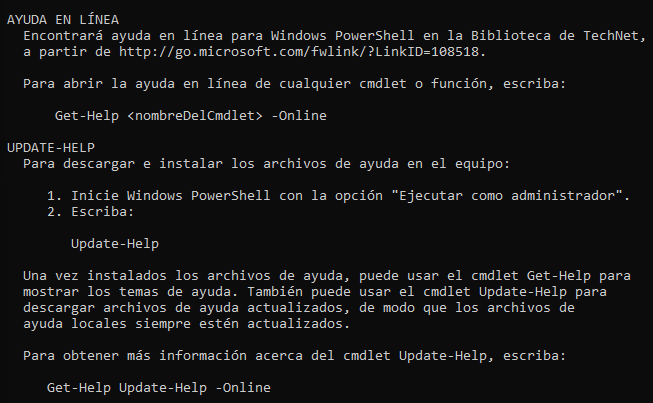 AYUDA EN LÍNEA
Encontrará ayuda en línea para Windows PowerShell en la Biblioteca de TechNet,
a partir de http://go.microsoft.com/fwlink/?LinkID=108518.
Para abrir la ayuda en línea de cualquier cmdlet o función, escriba:
Get-Help <nombreDelCmdlet> -Online
UPDATE-HELP
Para descargar e instalar los archivos de ayuda en el equipo:
1. Inicie Windows PowerShell con la opción "Ejecutar como administrador".
2. Escriba:
Update-Help
Una vez instalados los archivos de ayuda, puede usar el cmdlet Get-Help para
mostrar los temas de ayuda. También puede usar el cmdlet Update-Help para
descargar archivos de ayuda actualizados, de modo que los archivos de
ayuda locales siempre estén actualizados.
Para obtener más información acerca del cmdlet Update-Help, escriba:
Get-Help Update-Help -Online